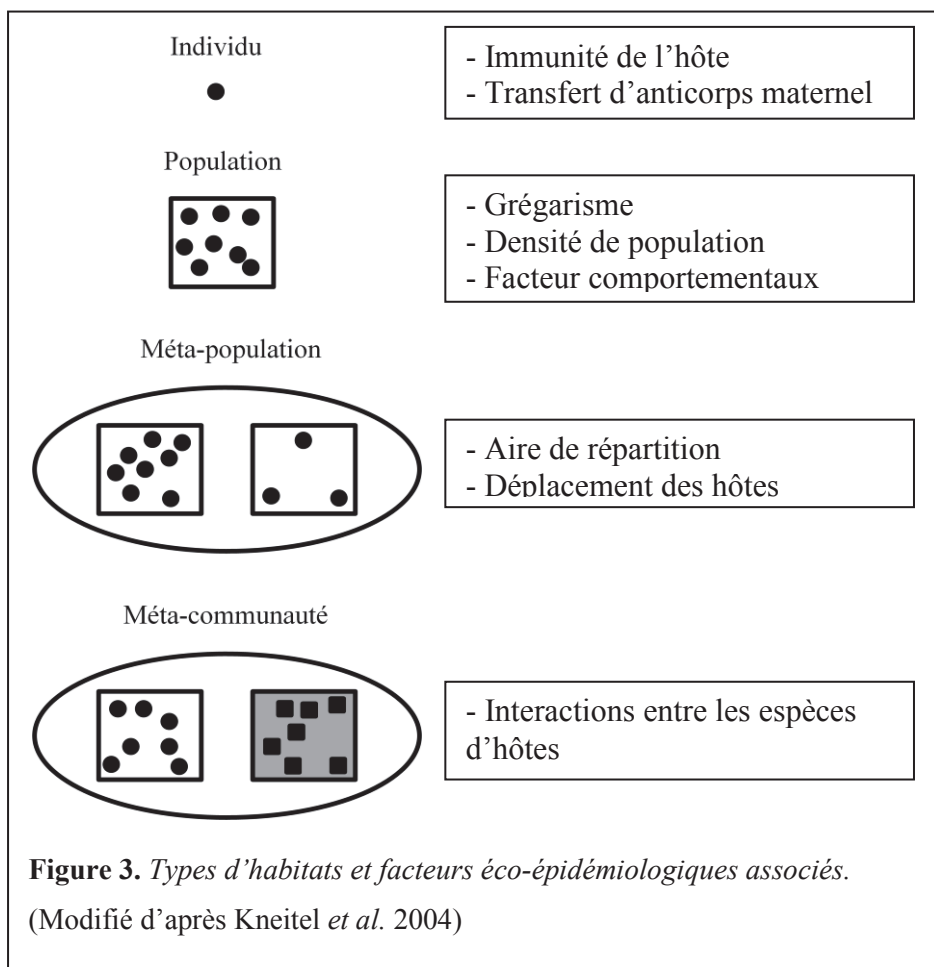 Individu
- Immunité de l'hôte
- Transfert d'anticorps maternel
Population
- Grégarisme
- Densité de population
- Facteur comportementaux
Méta-population
- Aire de répartition
- Déplacement des hôtes
Méta-communauté
- Interactions entre les espèces
d'hôtes
Figure 3. Types d'habitats et facteurs éco-épidémiologiques associés.
(Modifié d'après Kneitel et al. 2004)